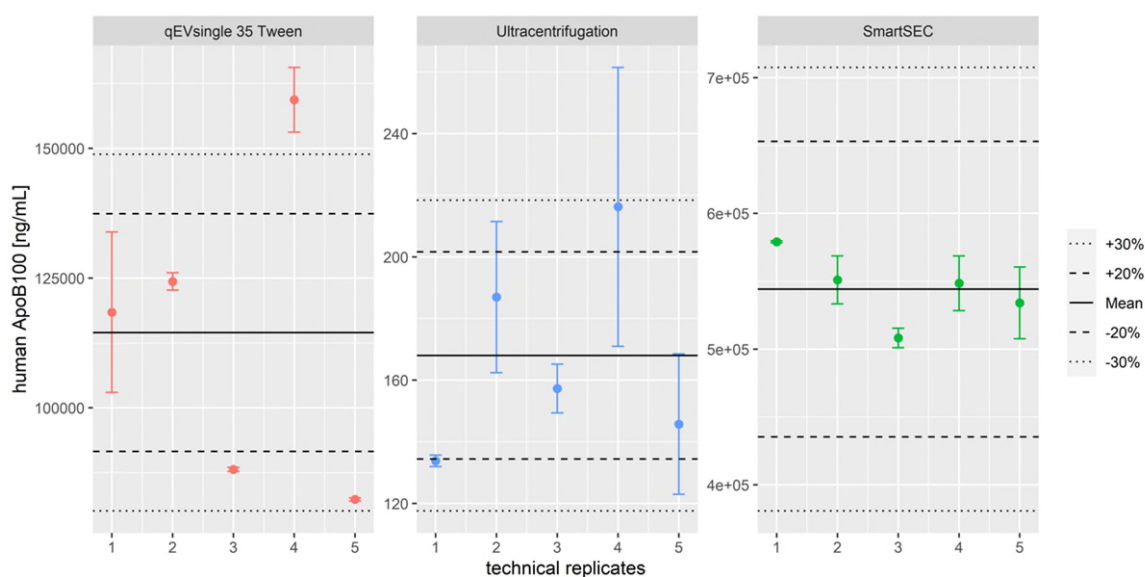 qEVsingle 35 Tween
Ultracentrifugation
SmartSEC
human ApoB100 [ng/mL]
150000
125000
100000
240
200
160
120
7e+05
6e+05
5e+05
4e+05
1 2 3 4 5
1 2 3 4 5
1 2 3 4 5
technical replicates
+30%
+20%
Mean
-20%
-30%